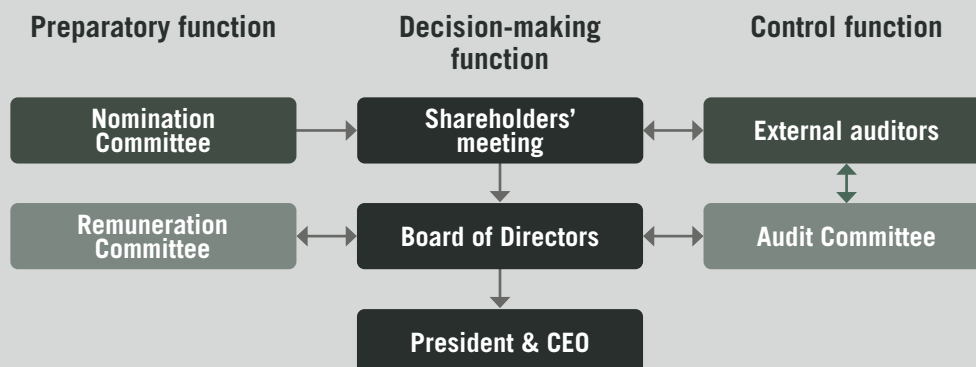 Preparatory function
Decision-making
function
Control function
Nomination
Committee
Shareholders’
meeting
External auditors
Remuneration
Committee
Board of Directors
Audit Committee
President & CEO